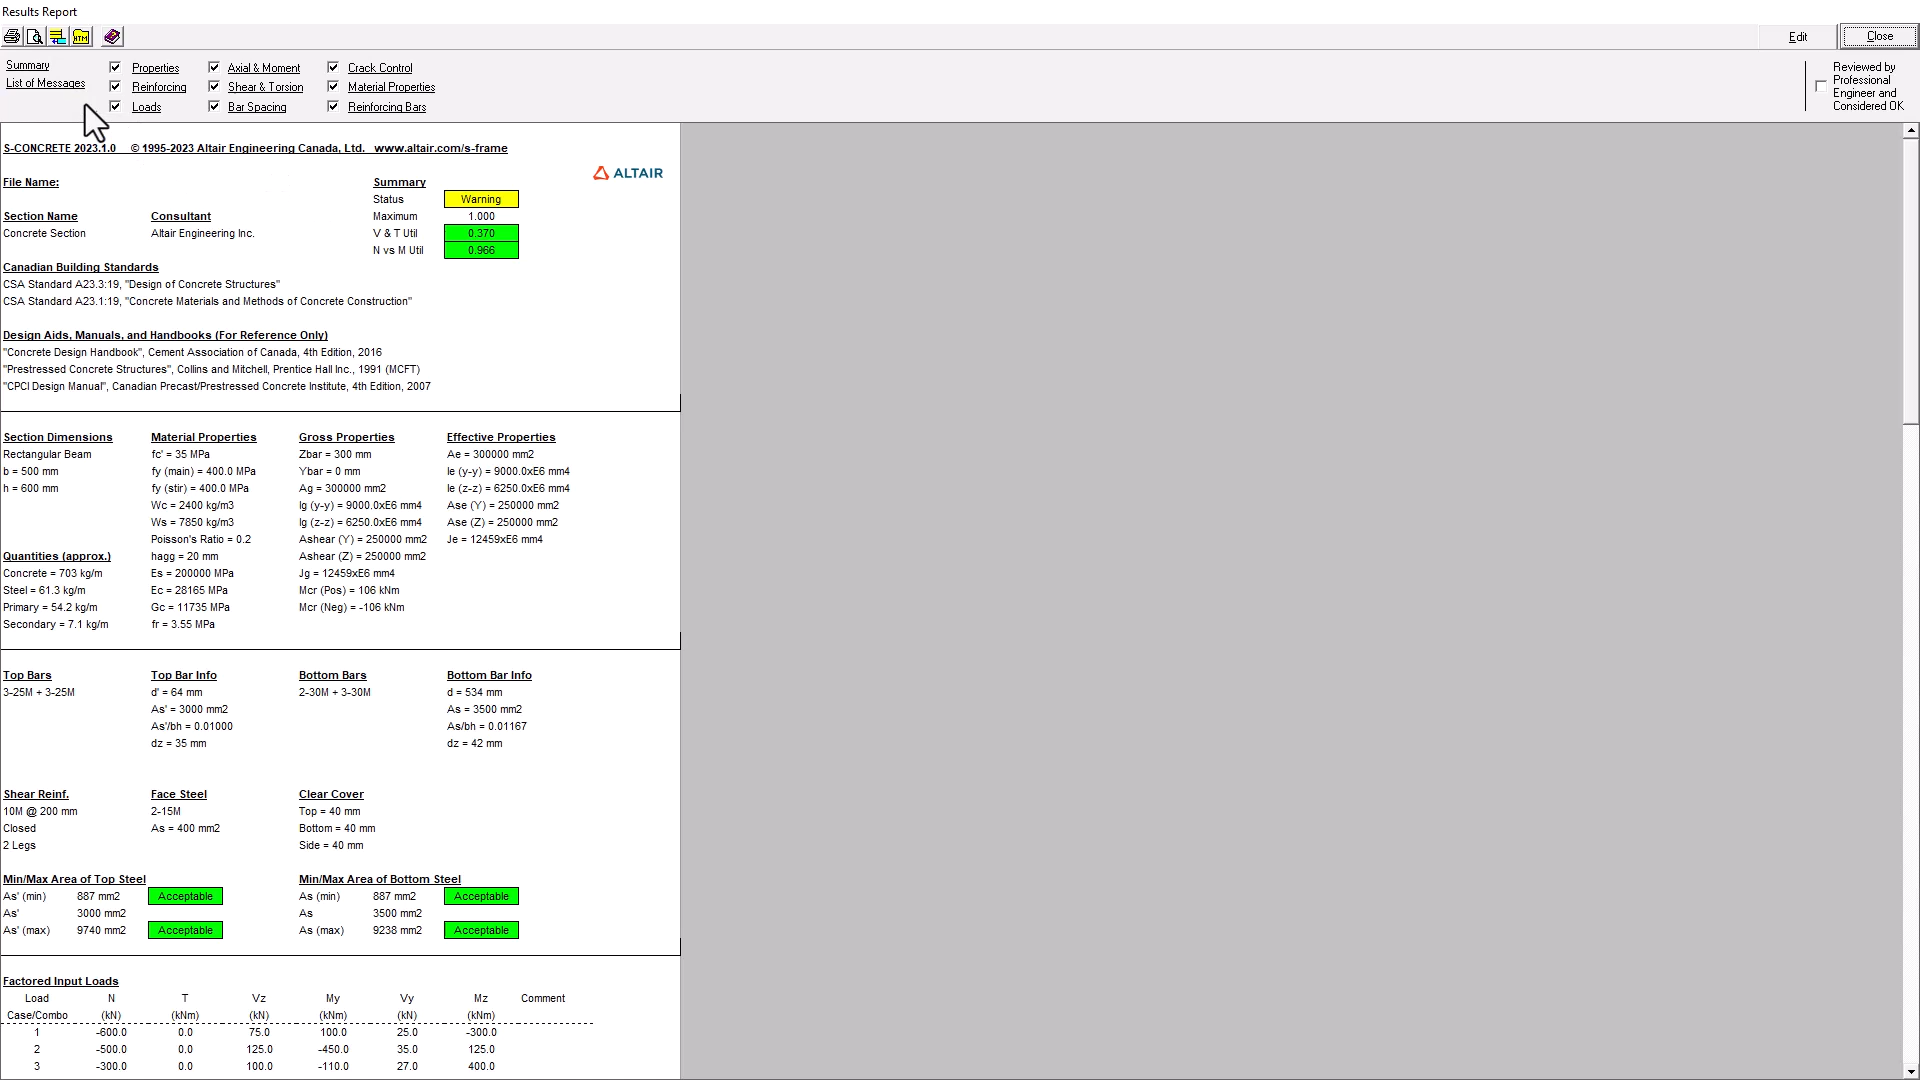 Results Report
HTM
Edit
Close
Summary
List of Messages
Properties
Axial & Moment
Crack Control
Reinforcing
Shear & Torsion
Material Properties
Loads
Bar Spacing
Reinforcing Bars
Reviewed by
Professional
Engineer and
Considered OK
S-CONCRETE 2023.1.0 © 1995-2023 Altair Engineering Canada, Ltd. www.altair.com/s-frame
ALTAIR
File Name:
Summary
Status Warning
Section Name Consultant Maximum 1.000
Concrete Section Altair Engineering Inc. V & T Util 0.370
N vs M Util 0.966
Canadian Building Standards
CSA Standard A23.3:19, "Design of Concrete Structures"
CSA Standard A23.1:19, "Concrete Materials and Methods of Concrete Construction"
Design Aids, Manuals, and Handbooks (For Reference Only)
"Concrete Design Handbook", Cement Association of Canada, 4th Edition, 2016
"Prestressed Concrete Structures", Collins and Mitchell, Prentice Hall Inc., 1991 (MCFT)
"CPCI Design Manual", Canadian Precast/Prestressed Concrete Institute, 4th Edition, 2007
Section Dimensions Material Properties Gross Properties Effective Properties
Rectangular Beam fc' = 35 MPa Zbar = 300 mm Ae = 300000 mm2
b = 500 mm fy (main) = 400.0 MPa Ybar = 0 mm Ie (y-y) = 9000.0xE6 mm4
h = 600 mm fy (stir) = 400.0 MPa Ag = 300000 mm2 Ie (z-z) = 6250.0xE6 mm4
Wc = 2400 kg/m3 Ig (y-y) = 9000.0xE6 mm4 Ase (Y) = 250000 mm2
Ws = 7850 kg/m3 Ig (z-z) = 6250.0xE6 mm4 Ase (Z) = 250000 mm2
Poisson's Ratio = 0.2 Ashear (Y) = 250000 mm2 Je = 12459xE6 mm4
Quantities (approx.) hagg = 20 mm Ashear (Z) = 250000 mm2
Concrete = 703 kg/m Es = 200000 MPa Jg = 12459xE6 mm4
Steel = 61.3 kg/m Ec = 28165 MPa Mcr (Pos) = 106 kNm
Primary = 54.2 kg/m Gc = 11735 MPa Mcr (Neg) = -106 kNm
Secondary = 7.1 kg/m fr = 3.55 MPa
Top Bars Top Bar Info Bottom Bars Bottom Bar Info
3-25M + 3-25M d' = 64 mm 2-30M + 3-30M d = 534 mm
As' = 3000 mm2 As = 3500 mm2
As'/bh = 0.01000 As/bh = 0.01167
dz = 35 mm dz = 42 mm
Shear Reinf. Face Steel Clear Cover
10M @ 200 mm 2-15M Top = 40 mm
Closed As = 400 mm2 Bottom = 40 mm
2 Legs Side = 40 mm
Min/Max Area of Top Steel Min/Max Area of Bottom Steel
As' (min) 887 mm2 Acceptable As (min) 887 mm2 Acceptable
As' 3000 mm2 As 3500 mm2
As' (max) 9740 mm2 Acceptable As (max) 9238 mm2 Acceptable
Factored Input Loads
Load N T Vz My Vy Mz Comment
Case/Combo (kN) (kNm) (kN) (kNm) (kN) (kNm)
1 -600.0 0.0 75.0 100.0 25.0 -300.0
2 -500.0 0.0 125.0 -450.0 35.0 125.0
3 -300.0 0.0 100.0 -110.0 27.0 400.0